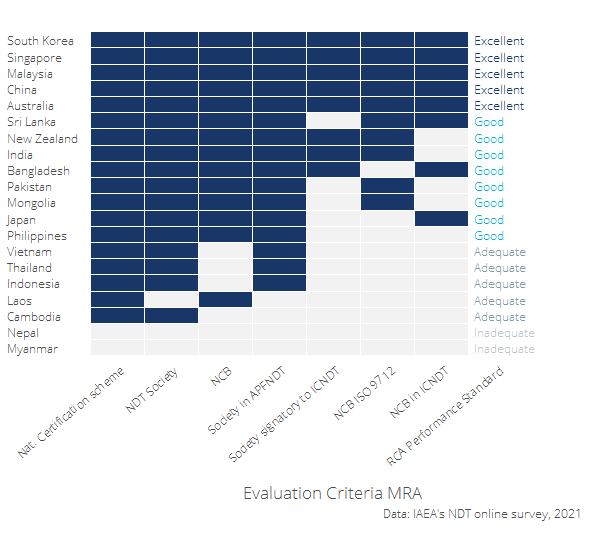 South Korea Excellent
Singapore Excellent
Malaysia Excellent
China Excellent
Australia Excellent
Sri Lanka Good
New Zealand Good
India Good
Bangladesh Good
Pakistan Good
Mongolia Good
Japan Good
Philippines Good
Vietnam Adequate
Thailand Adequate
Indonesia Adequate
Laos Adequate
Cambodia Adequate
Nepal Inadequate
Myanmar Inadequate
Nat. Certification scheme
NDT Society
NCB
Society in APFNDT
Society signatory to ICNDT
NCB ISO 9712
NCB in ICNDT
RCA Performance Standard
Evaluation Criteria MRA
Data: IAEA's NDT online survey, 2021